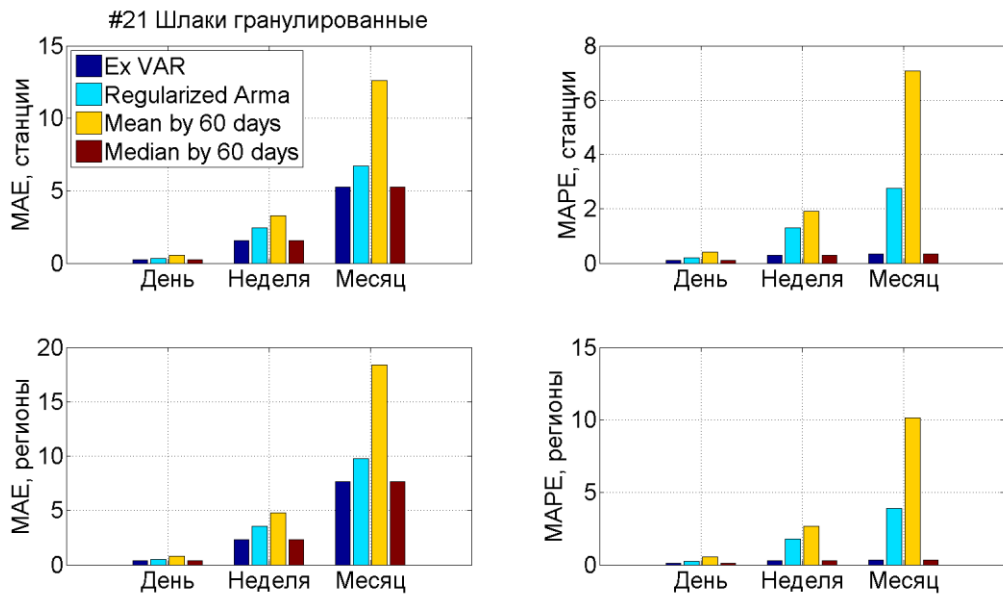 #21 Шлаки гранулированные
MAE, станции
15
10
5
0
Ex VAR
Regularized Arma
Mean by 60 days
Median by 60 days
День Неделя Месяц
MAPE, станции
8
6
4
2
0
День Неделя Месяц
MAE, регионы
20
15
10
5
0
День Неделя Месяц
MAPE, регионы
15
10
5
0
День Неделя Месяц